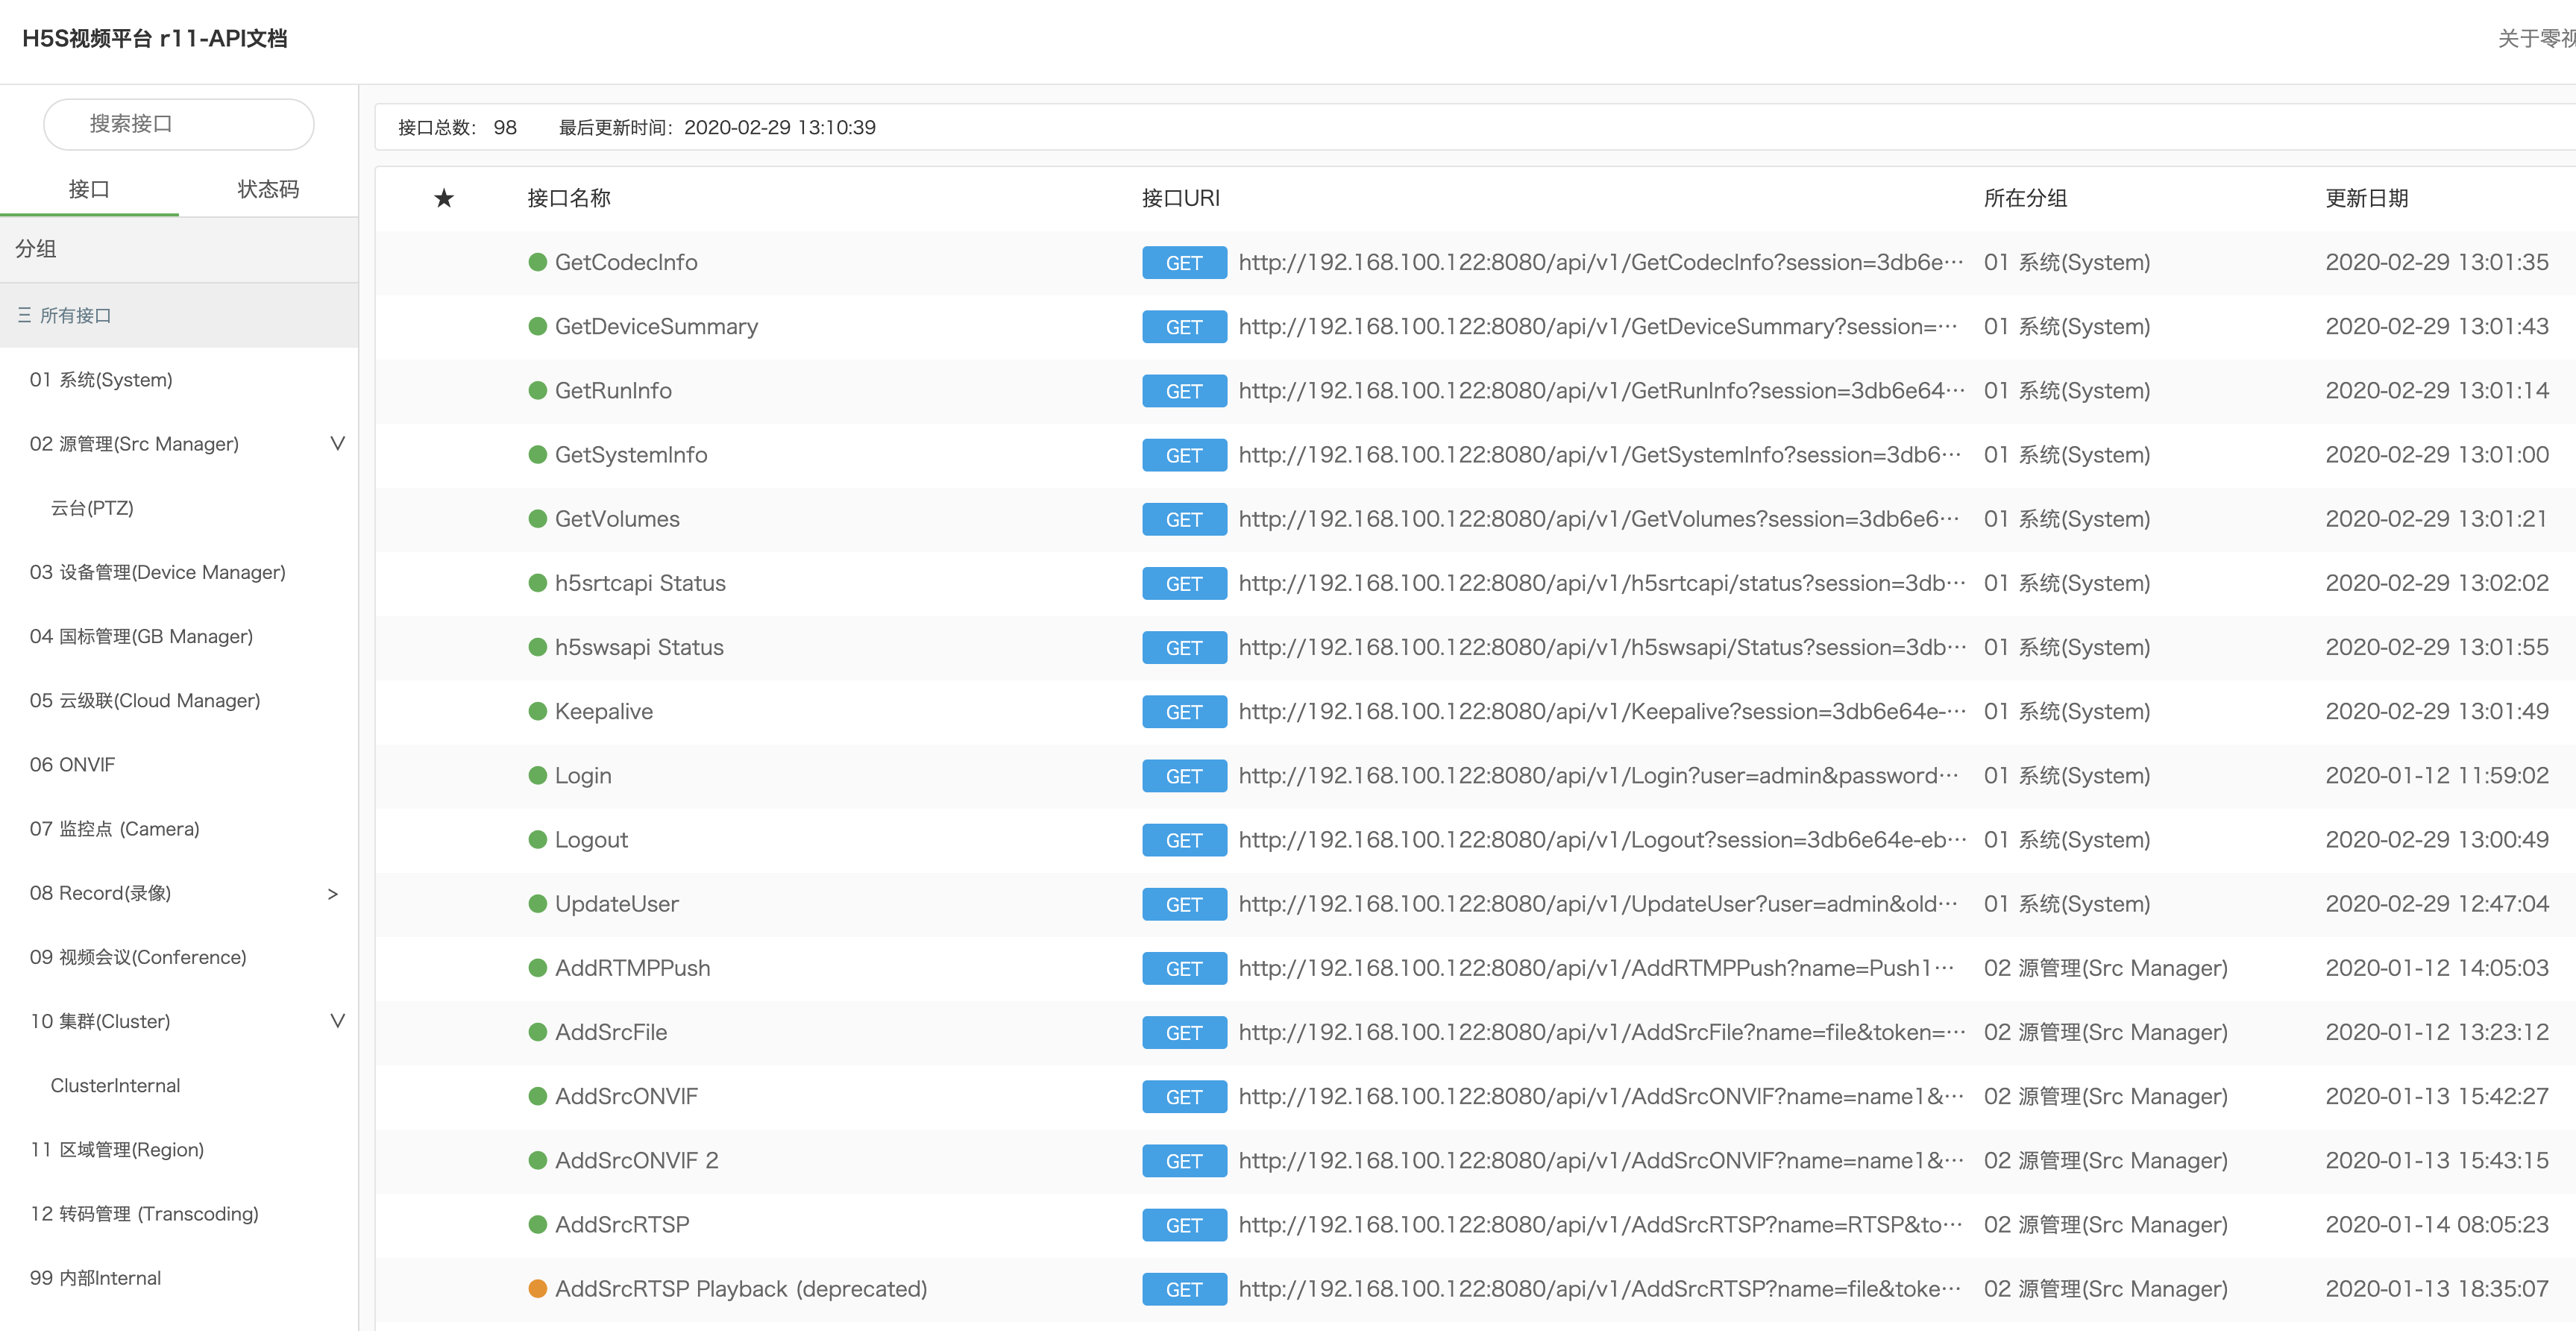 H5S视频平台 r11-API文档
关于零视
搜索接口
接口 状态码
分组
所有接口
01 系统(System)
02 源管理(Src Manager)
云台(PTZ)
03 设备管理(Device Manager)
04 国标管理(GB Manager)
05 云级联(Cloud Manager)
06 ONVIF
07 监控点 (Camera)
08 Record(录像)
09 视频会议(Conference)
10 集群(Cluster)
ClusterInternal
11 区域管理(Region)
12 转码管理 (Transcoding)
99 内部Internal
接口总数： 98 最后更新时间：2020-02-29 13:10:39
★ 接口名称 接口URI 所在分组 更新日期
GetCodecInfo GET http://192.168.100.122:8080/api/v1/GetCodecInfo?session=3db6e··· 01 系统(System) 2020-02-29 13:01:35
GetDeviceSummary GET http://192.168.100.122:8080/api/v1/GetDeviceSummary?session=··· 01 系统(System) 2020-02-29 13:01:43
GetRunInfo GET http://192.168.100.122:8080/api/v1/GetRunInfo?session=3db6e64··· 01 系统(System) 2020-02-29 13:01:14
GetSystemInfo GET http://192.168.100.122:8080/api/v1/GetSystemInfo?session=3db6··· 01 系统(System) 2020-02-29 13:01:00
GetVolumes GET http://192.168.100.122:8080/api/v1/GetVolumes?session=3db6e6··· 01 系统(System) 2020-02-29 13:01:21
h5srtcapi Status GET http://192.168.100.122:8080/api/v1/h5srtcapi/status?session=3db··· 01 系统(System) 2020-02-29 13:02:02
h5swsapi Status GET http://192.168.100.122:8080/api/v1/h5swsapi/Status?session=3db··· 01 系统(System) 2020-02-29 13:01:55
Keepalive GET http://192.168.100.122:8080/api/v1/Keepalive?session=3db6e64e-··· 01 系统(System) 2020-02-29 13:01:49
Login GET http://192.168.100.122:8080/api/v1/Login?user=admin&password··· 01 系统(System) 2020-01-12 11:59:02
Logout GET http://192.168.100.122:8080/api/v1/Logout?session=3db6e64e-eb··· 01 系统(System) 2020-02-29 13:00:49
UpdateUser GET http://192.168.100.122:8080/api/v1/UpdateUser?user=admin&old··· 01 系统(System) 2020-02-29 12:47:04
AddRTMPPush GET http://192.168.100.122:8080/api/v1/AddRTMPPush?name=Push1··· 02 源管理(Src Manager) 2020-01-12 14:05:03
AddSrcFile GET http://192.168.100.122:8080/api/v1/AddSrcFile?name=file&token=··· 02 源管理(Src Manager) 2020-01-12 13:23:12
AddSrcONVIF GET http://192.168.100.122:8080/api/v1/AddSrcONVIF?name=name1&··· 02 源管理(Src Manager) 2020-01-13 15:42:27
AddSrcONVIF 2 GET http://192.168.100.122:8080/api/v1/AddSrcONVIF?name=name1&··· 02 源管理(Src Manager) 2020-01-13 15:43:15
AddSrcRTSP GET http://192.168.100.122:8080/api/v1/AddSrcRTSP?name=RTSP&to··· 02 源管理(Src Manager) 2020-01-14 08:05:23
AddSrcRTSP Playback (deprecated) GET http://192.168.100.122:8080/api/v1/AddSrcRTSP?name=file&toke··· 02 源管理(Src Manager) 2020-01-13 18:35:07